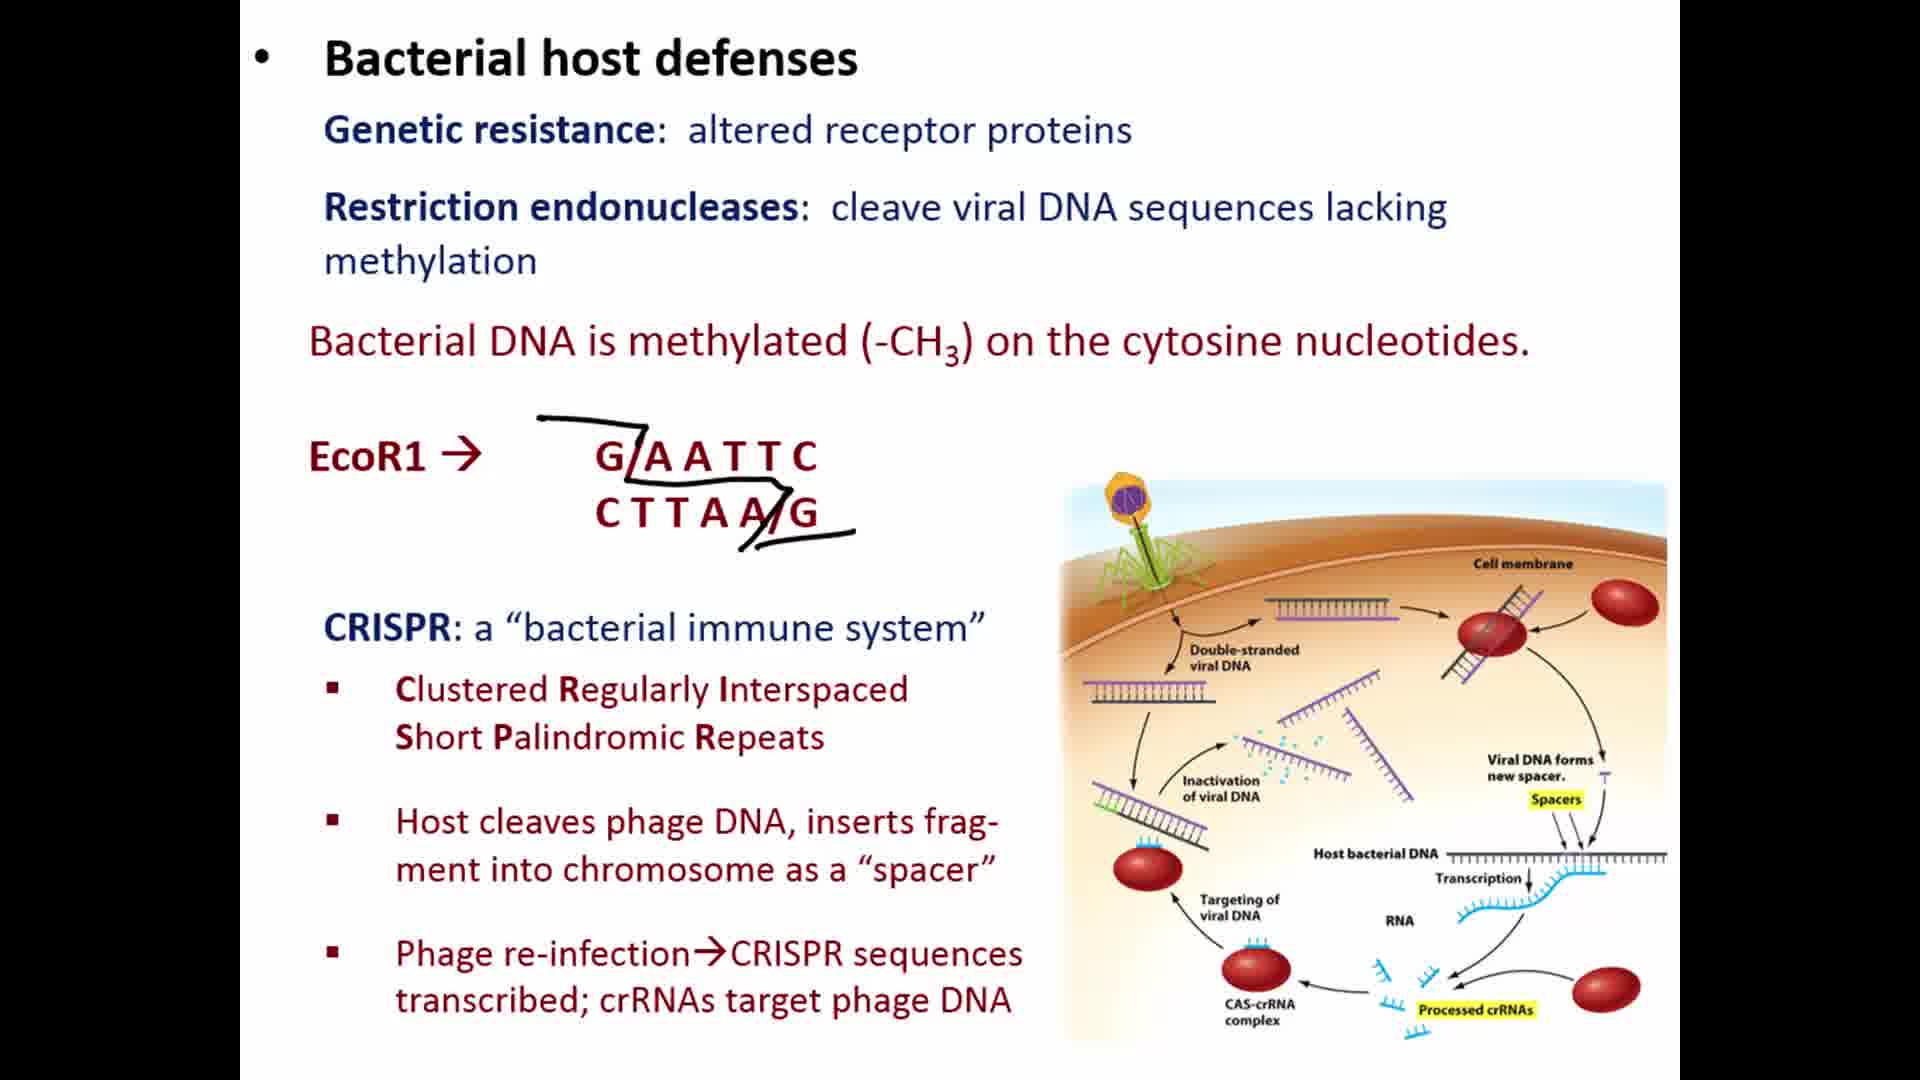 • Bacterial host defenses
Genetic resistance: altered receptor proteins
Restriction endonucleases: cleave viral DNA sequences lacking
methylation
Bacterial DNA is methylated (-CH₃) on the cytosine nucleotides.
EcoR1 → G/A A T T C
C T T A A/G
CRISPR: a “bacterial immune system”
▪ Clustered Regularly Interspaced
Short Palindromic Repeats
▪ Host cleaves phage DNA, inserts frag-
ment into chromosome as a “spacer”
▪ Phage re-infection→CRISPR sequences
transcribed; crRNAs target phage DNA
Cell membrane
Double-stranded
viral DNA
Inactivation
of viral DNA
Viral DNA forms
new spacer.
Spacers
Host bacterial DNA
Transcription
RNA
Targeting of
viral DNA
CAS-crRNA
complex
Processed crRNAs